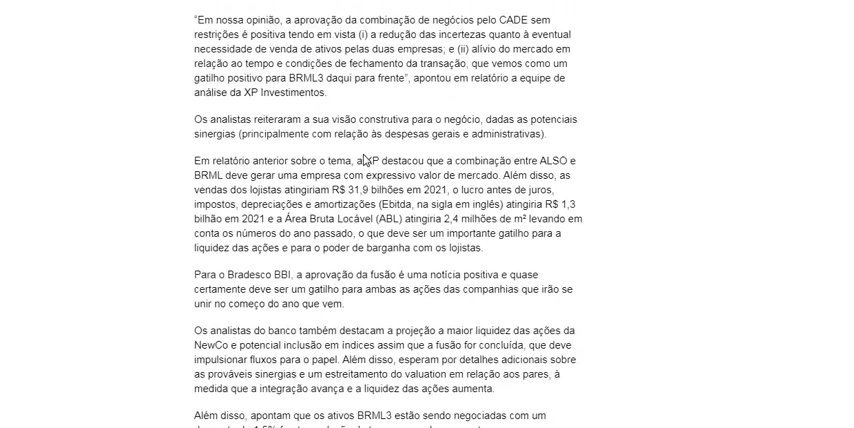 “Em nossa opinião, a aprovação da combinação de negócios pelo CADE sem
restrições é positiva tendo em vista (i) a redução das incertezas quanto à eventual
necessidade de venda de ativos pelas duas empresas; e (ii) alívio do mercado em
relação ao tempo e condições de fechamento da transação, que vemos como um
gatilho positivo para BRML3 daqui para frente”, apontou em relatório a equipe de
análise da XP Investimentos.
Os analistas reiteraram a sua visão construtiva para o negócio, dadas as potenciais
sinergias (principalmente com relação às despesas gerais e administrativas).
Em relatório anterior sobre o tema, a XP destacou que a combinação entre ALSO e
BRML deve gerar uma empresa com expressivo valor de mercado. Além disso, as
vendas dos lojistas atingiriam R$ 31,9 bilhões em 2021, o lucro antes de juros,
impostos, depreciações e amortizações (Ebitda, na sigla em inglês) atingiria R$ 1,3
bilhão em 2021 e a Área Bruta Locável (ABL) atingiria 2,4 milhões de m² levando em
conta os números do ano passado, o que deve ser um importante gatilho para a
liquidez das ações e para o poder de barganha com os lojistas.
Para o Bradesco BBI, a aprovação da fusão é uma notícia positiva e quase
certamente deve ser um gatilho para ambas as ações das companhias que irão se
unir no começo do ano que vem.
Os analistas do banco também destacam a projeção a maior liquidez das ações da
NewCo e potencial inclusão em índices assim que a fusão for concluída, que deve
impulsionar fluxos para o papel. Além disso, esperam por detalhes adicionais sobre
as prováveis sinergias e um estreitamento do valuation em relação aos pares, à
medida que a integração avança e a liquidez das ações aumenta.
Além disso, apontam que os ativos BRML3 estão sendo negociadas com um